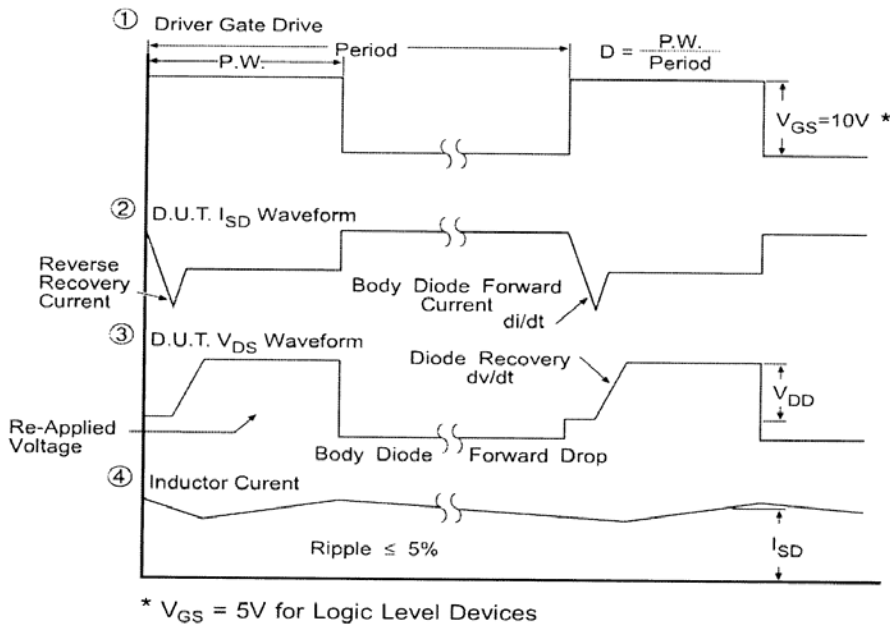 ① Driver Gate Drive
Period
P.W.
D = P.W.
Period
V_GS=10V *
② D.U.T. I_SD Waveform
Reverse
Recovery
Current
Body Diode Forward
Current
di/dt
③ D.U.T. V_DS Waveform
Diode Recovery
dv/dt
V_DD
Re-Applied
Voltage
Body Diode
Forward Drop
④ Inductor Curent
Ripple ≤ 5%
I_SD
* V_GS = 5V for Logic Level Devices